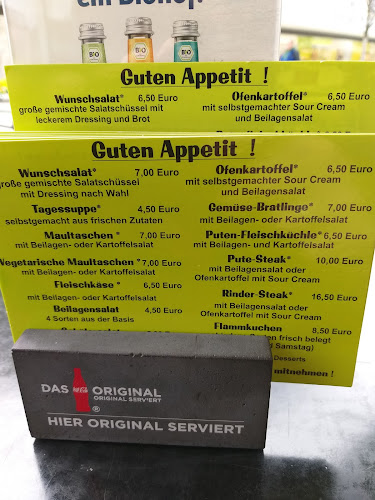 BIO
BIO
BIO
Guten Appetit !
Wunschsalat* 6,50 Euro
große gemischte Salatschüssel mit
leckerem Dressing und Brot
Ofenkartoffel* 6,50 Euro
mit selbstgemachter Sour Cream
und Beilagensalat
Guten Appetit !
Wunschsalat* 7,00 Euro
große gemischte Salatschüssel
mit Dressing nach Wahl
Tagessuppe* 4,50 Euro
selbstgemacht aus frischen Zutaten
Maultaschen* 7,00 Euro
mit Beilagen- oder Kartoffelsalat
Vegetarische Maultaschen* 7,00 Euro
mit Beilagen- oder Kartoffelsalat
Fleischkäse* 6,50 Euro
mit Beilagen- oder Kartoffelsalat
Beilagensalat 4,50 Euro
4 Sorten aus der Basis
Ofenkartoffel* 6,50 Euro
mit selbstgemachter Sour Cream
und Beilagensalat
Gemüse-Bratlinge* 7,00 Euro
mit Beilagen- oder Kartoffelsalat
Puten-Fleischküchle* 6,50 Euro
mit Beilagen- und Kartoffelsalat
Pute-Steak* 10,00 Euro
mit Beilagensalat oder
Ofenkartoffel mit Sour Cream
Rinder-Steak* 16,50 Euro
mit Beilagensalat oder
Ofenkartoffel mit Sour Cream
Flammkuchen 8,50 Euro
frisch belegt
Samstag)
Desserts
mitnehmen !
DAS ORIGINAL
ORIGINAL SERVIERT
®
HIER ORIGINAL SERVIERT